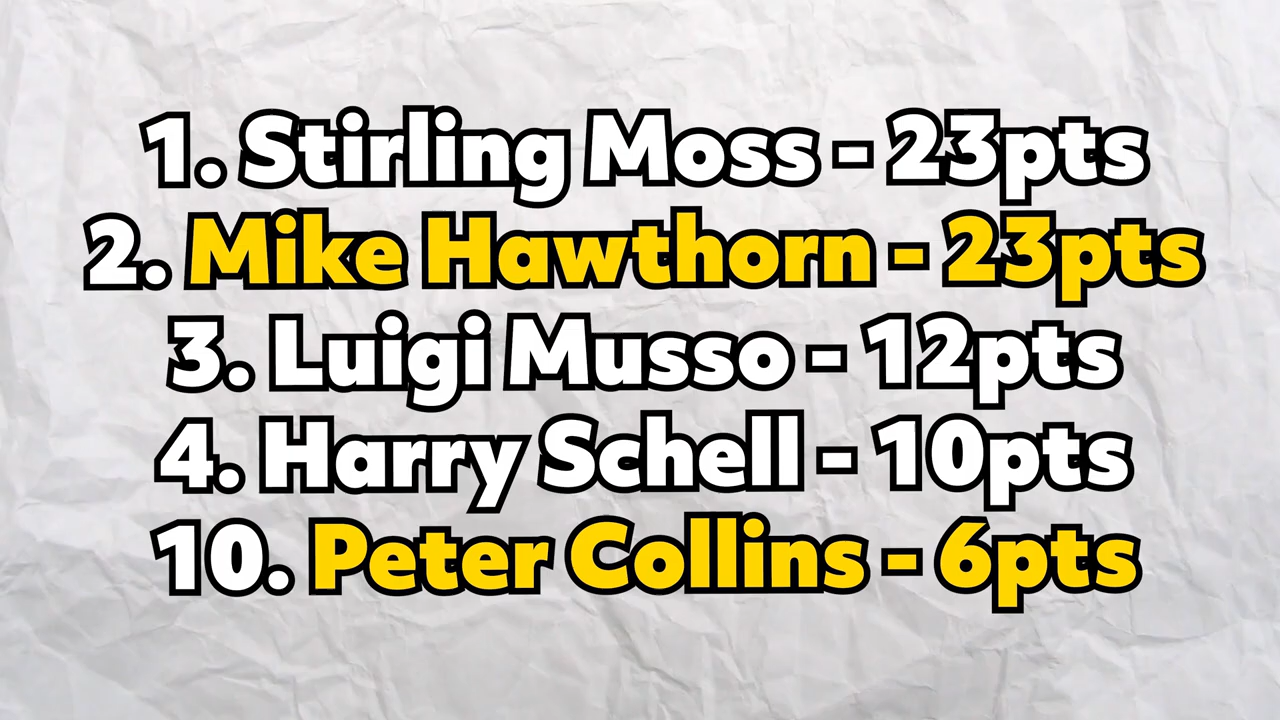 1. Stirling Moss - 23pts
2. Mike Hawthorn - 23pts
3. Luigi Musso - 12pts
4. Harry Schell - 10pts
10. Peter Collins - 6pts